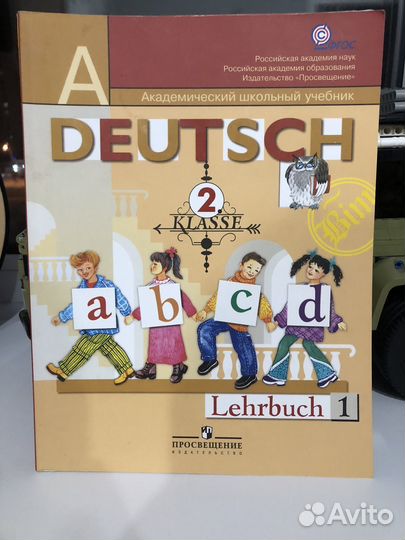 ФГОС
Российская академия наук
Российская академия образования
Издательство «Просвещение»
А
Академический школьный учебник
DEUTSCH
2
KLASSE
Bim
a b c d
Lehrbuch 1
ПРОСВЕЩЕНИЕ
ИЗДАТЕЛЬСТВО
Avito